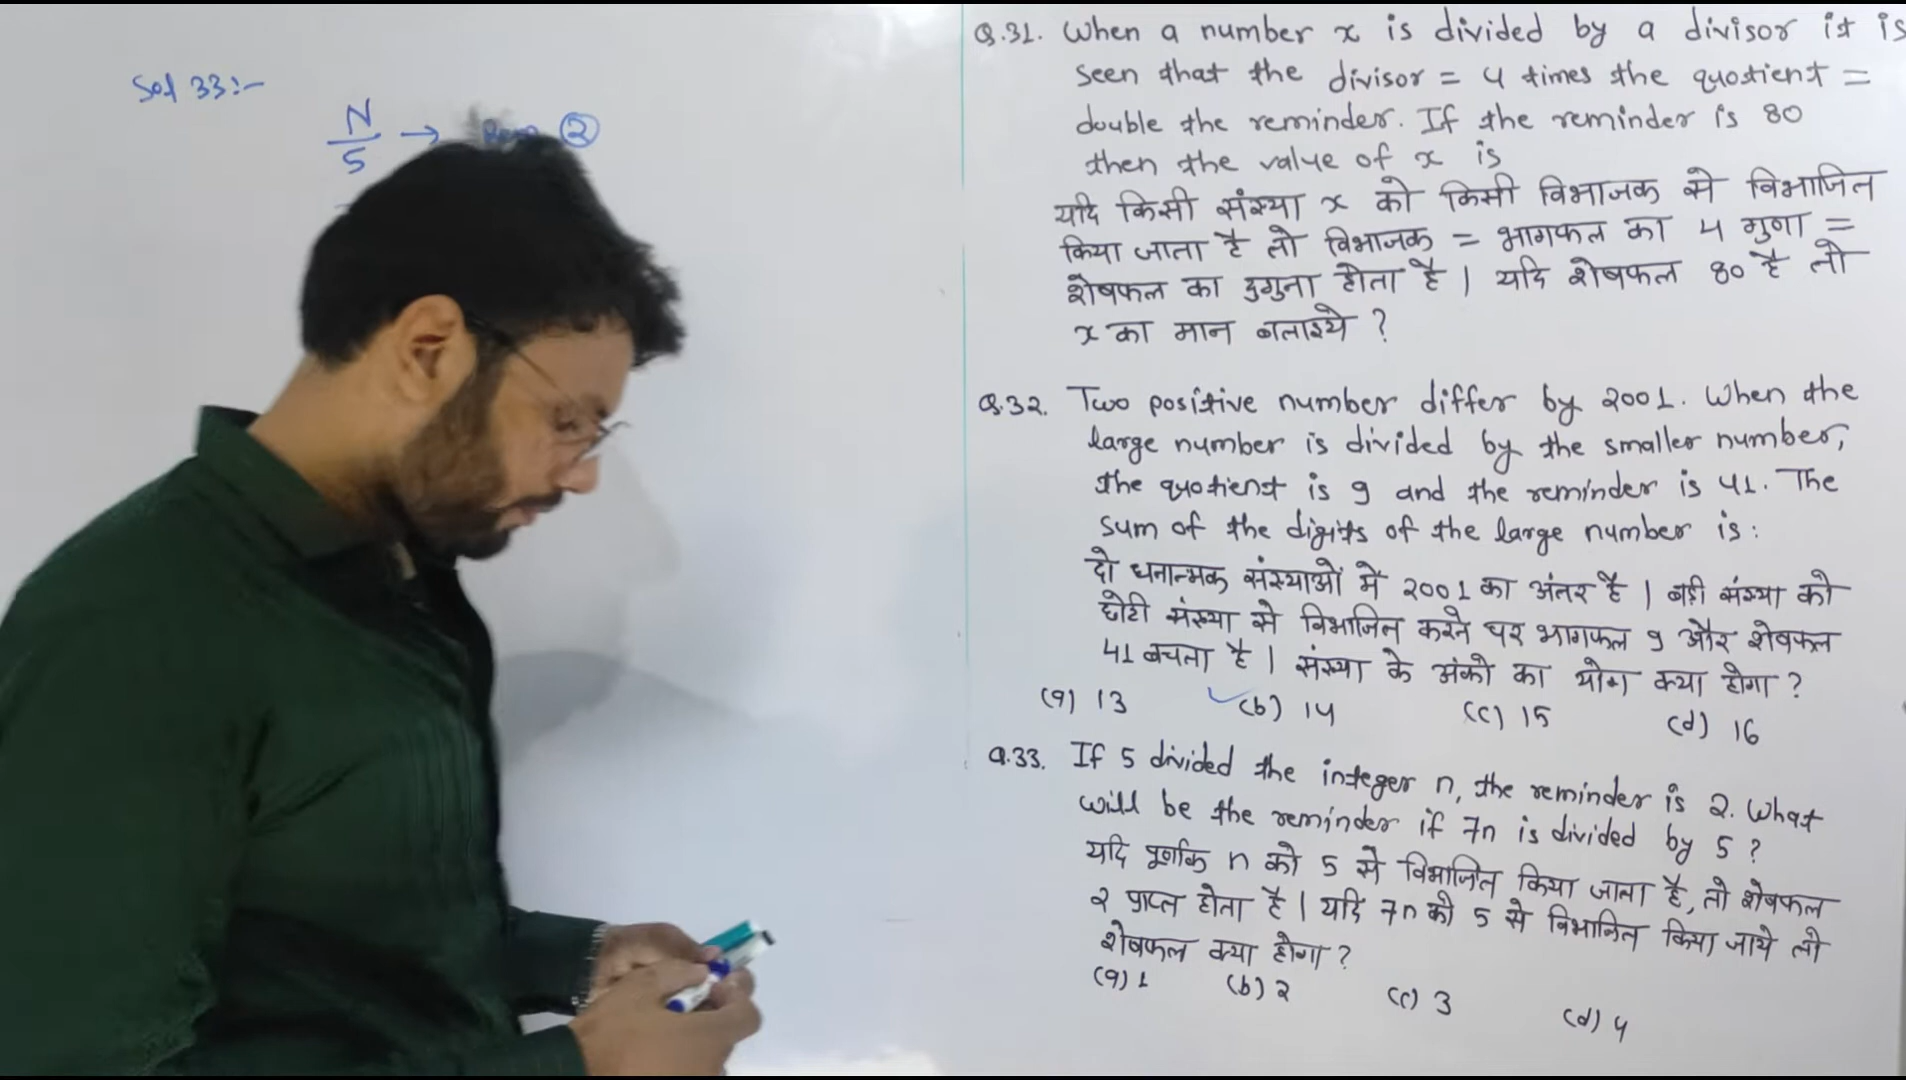 Sol 33:-
N/5 → ②
Q.31. When a number x is divided by a divisor it is
seen that the divisor = 4 times the quotient =
double the reminder. If the reminder is 80
then the value of x is
यदि किसी संख्या x को किसी विभाजक से विभाजित
किया जाता है तो विभाजक = भागफल का 4 गुणा =
शेषफल का दुगुना होता है | यदि शेषफल 80 है तो
x का मान बताइये ?
Q.32. Two positive number differ by 2001. When the
large number is divided by the smaller number,
the quotient is 9 and the reminder is 41. The
sum of the digits of the large number is:
दो धनात्मक संख्याओं में 2001 का अंतर है | बड़ी संख्या को
छोटी संख्या से विभाजित करने पर भागफल 9 और शेषफल
41 बचता है | संख्या के अंको का योग क्या होगा ?
(a) 13 (b) 14 (c) 15 (d) 16
Q.33. If 5 divided the integer n, the reminder is 2. What
will be the reminder if 7n is divided by 5 ?
यदि पूर्णांक n को 5 से विभाजित किया जाता है, तो शेषफल
2 प्राप्त होता है | यदि 7n को 5 से विभाजित किया जाये तो
शेषफल क्या होगा ?
(a) 1 (b) 2 (c) 3 (d) 4